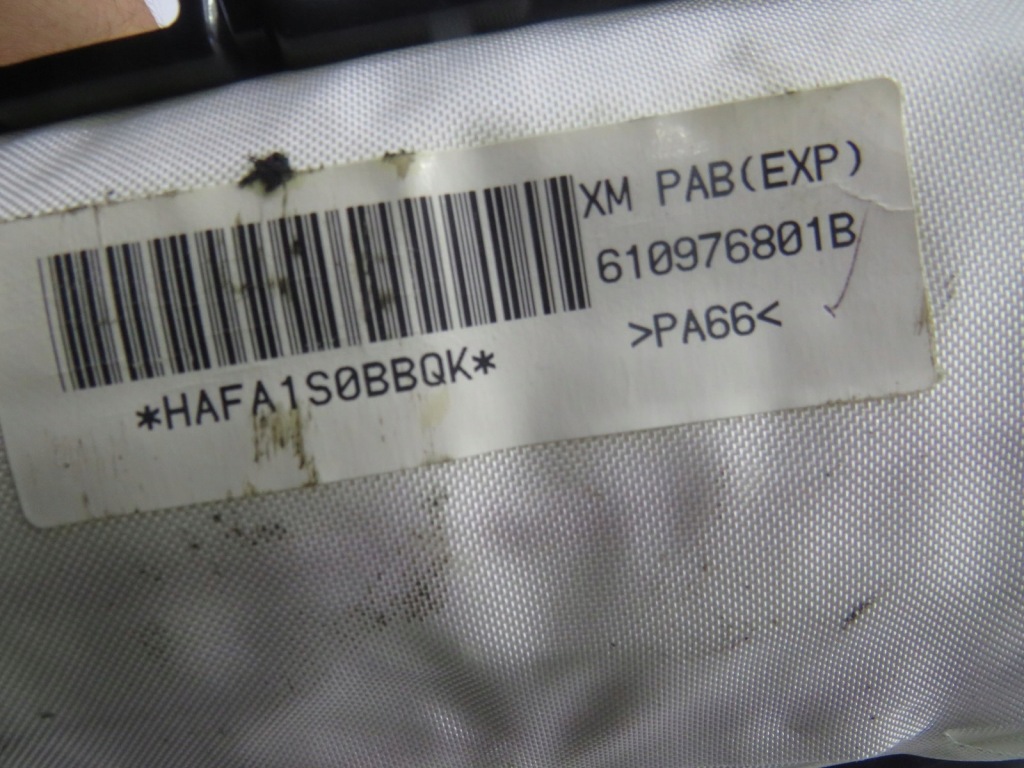 XM PAB(EXP)
610976801B
>PA66<
*HAFA1S0BBQK*